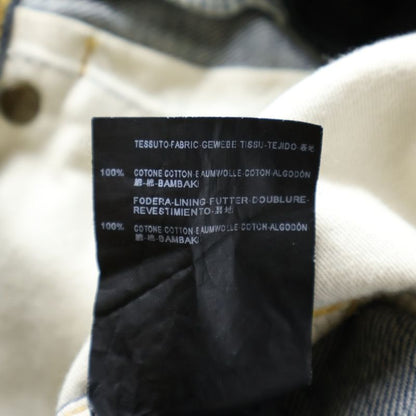 TESSUTO-FABRIC-GEWEBE TISSU-TEJIDO-表地
100% COTONE COTTON-BAUMWOLLE-COTON-ALGODÓN
綿-棉-BAMBAKI
FODERA-LINING FUTTER-DOUBLURE-
REVESTIMIENTO-裏地
100% COTONE COTTON-BAUMWOLLE-COTON-ALGODÓN
綿-棉-BAMBAKI